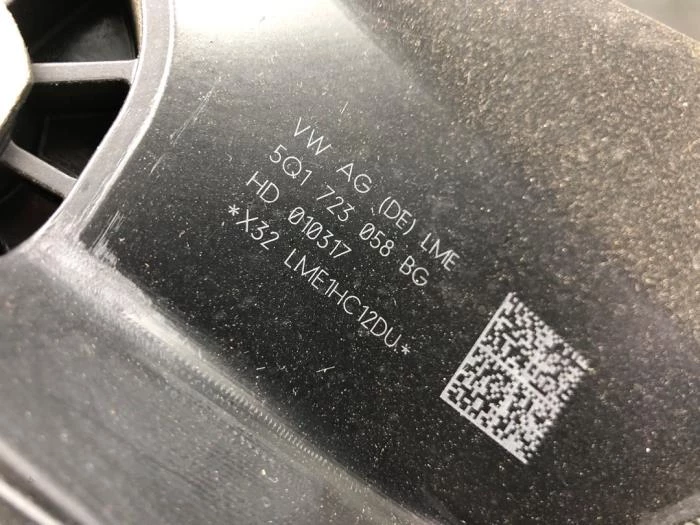 VW AG (DE) LME
5Q1 723 058 BG
HD 010317
*X32 LME1HC12DU*